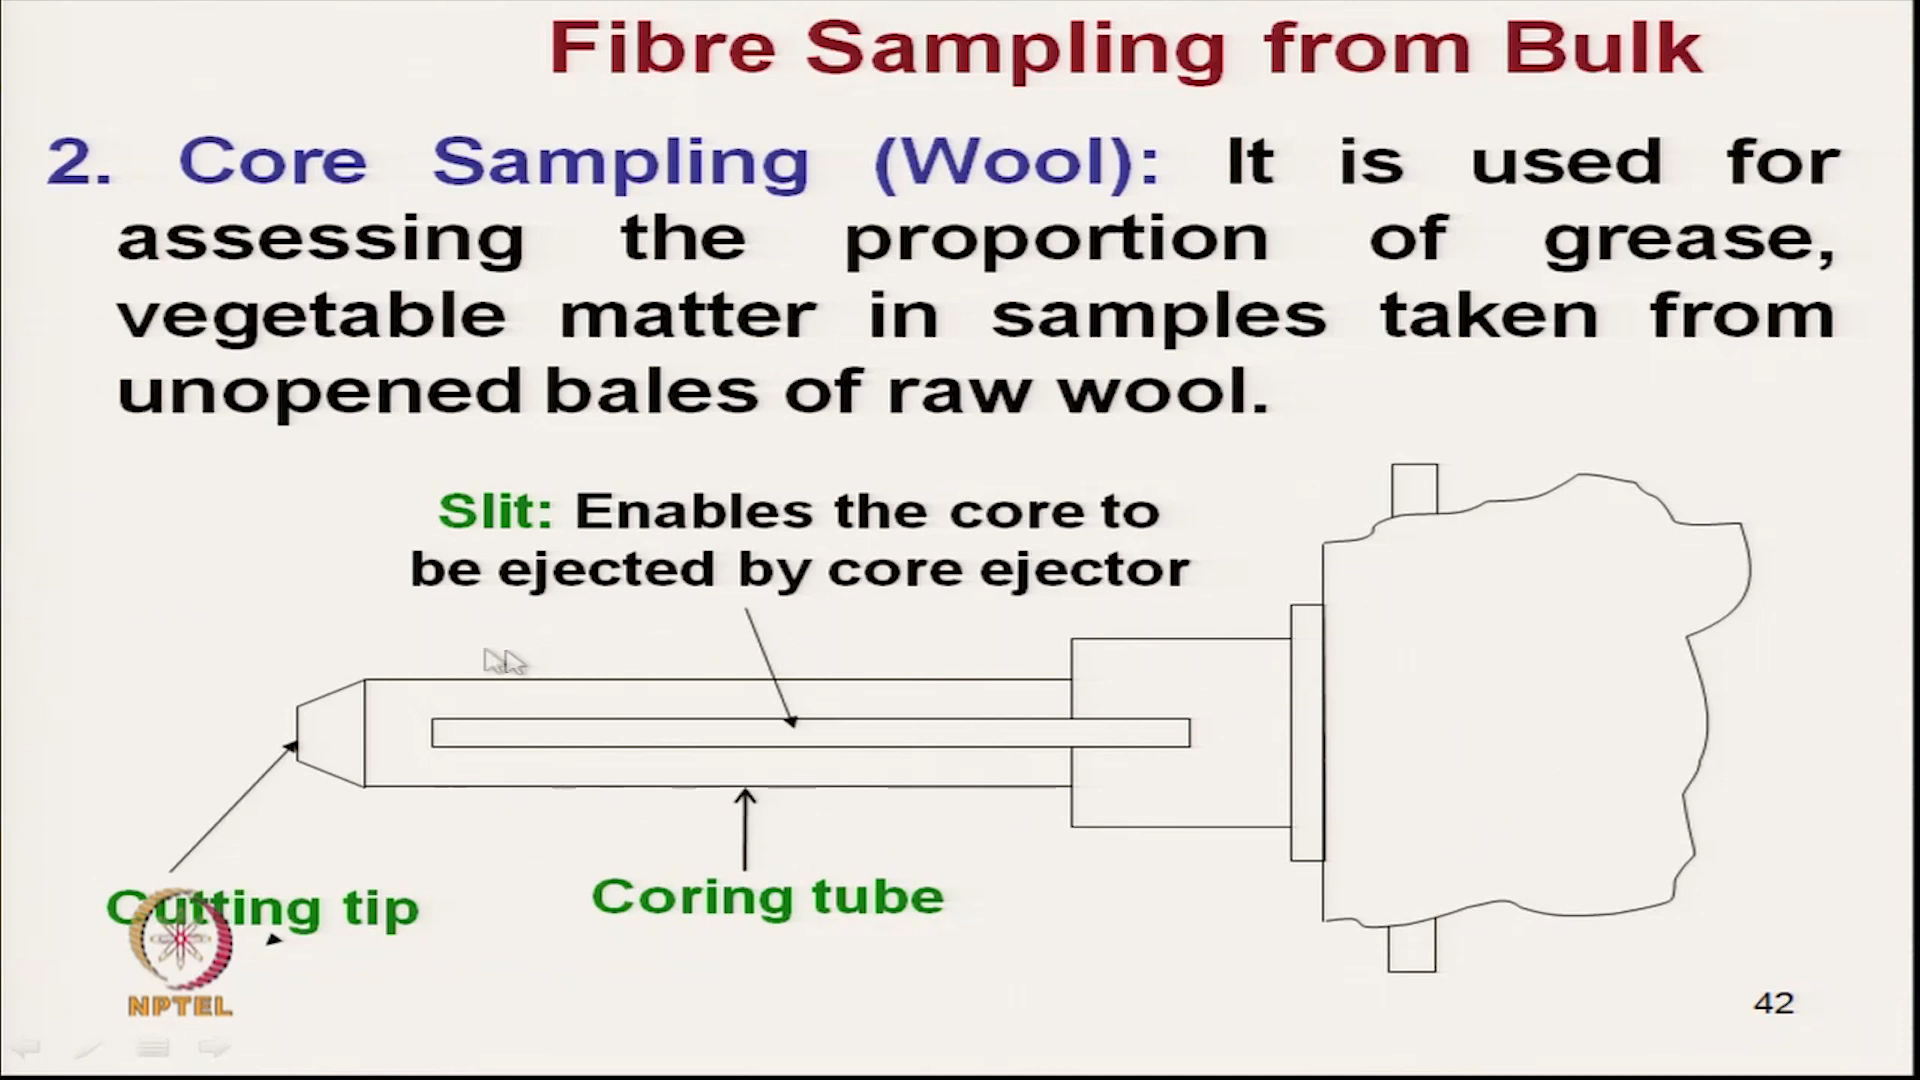 Fibre Sampling from Bulk
2. Core Sampling (Wool): It is used for
assessing the proportion of grease,
vegetable matter in samples taken from
unopened bales of raw wool.
Slit: Enables the core to
be ejected by core ejector
Cutting tip
Coring tube
NPTEL
42